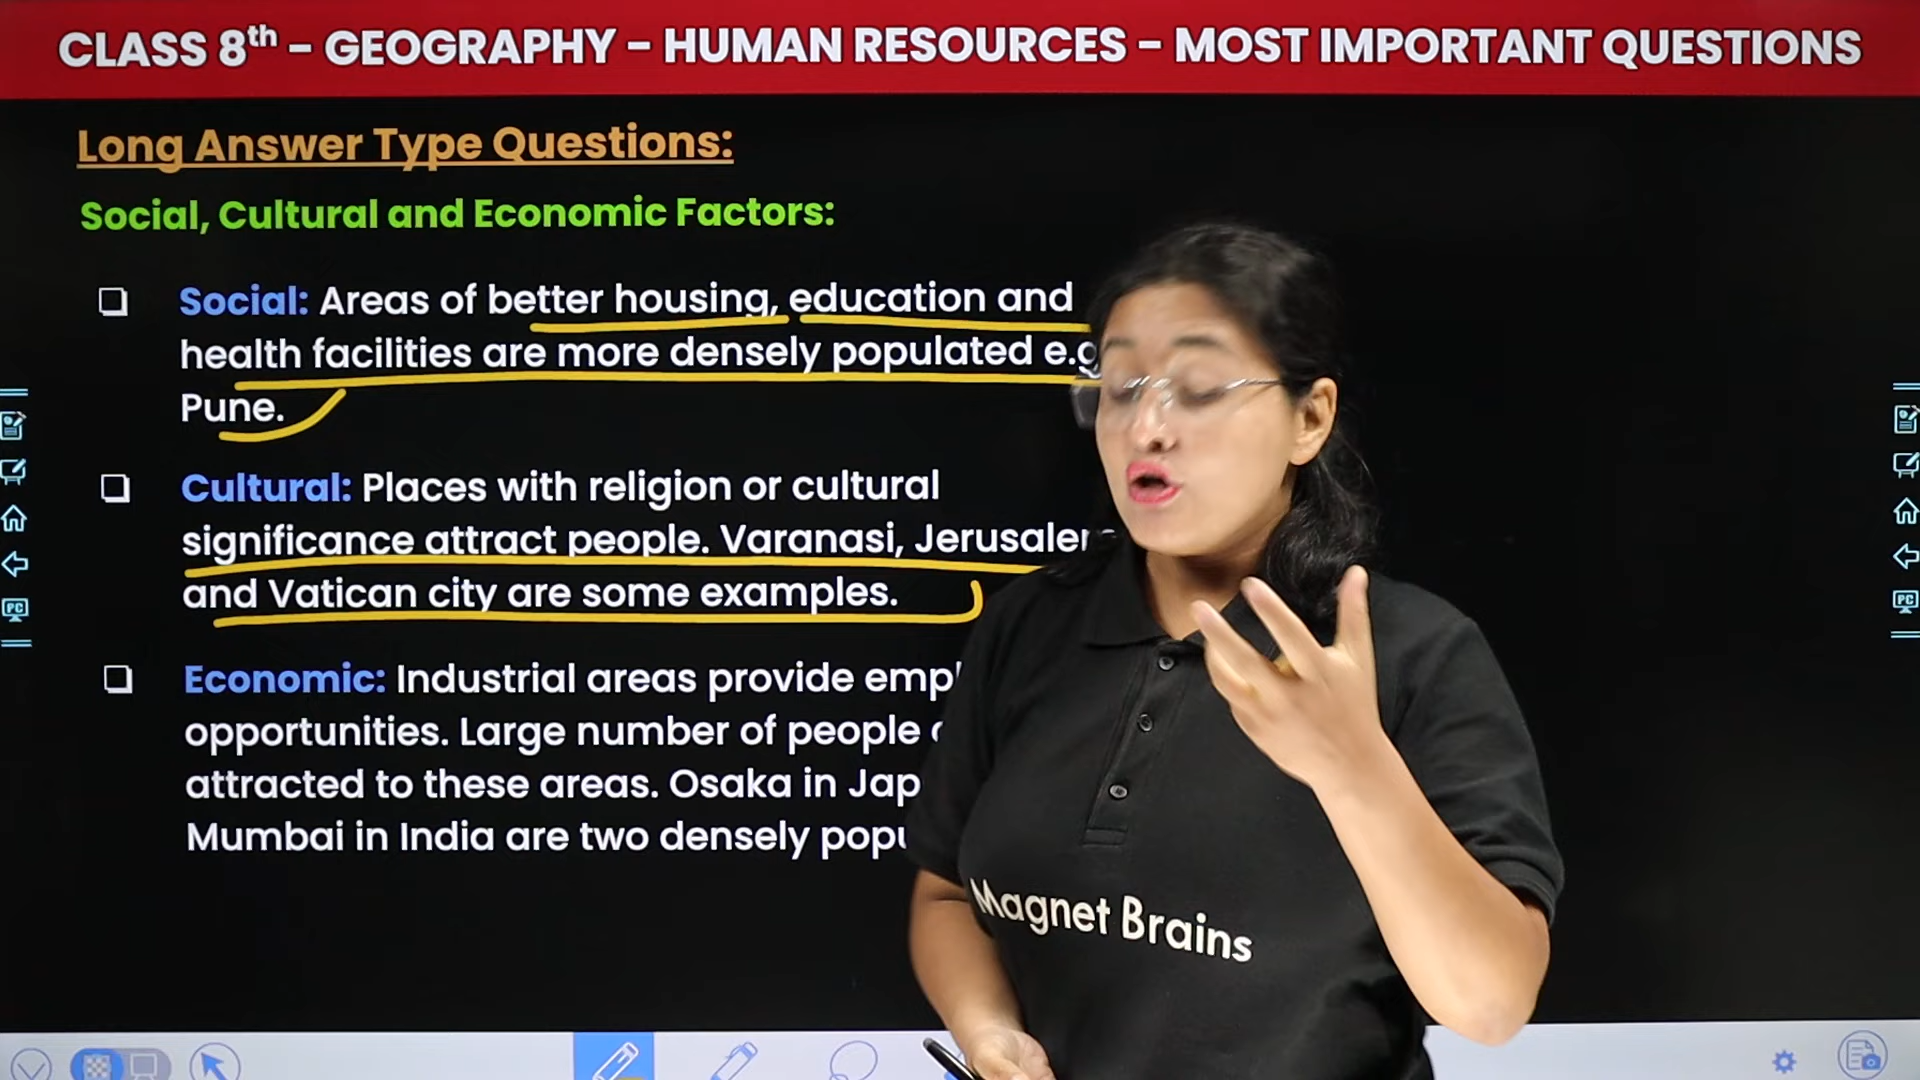 CLASS 8th – GEOGRAPHY – HUMAN RESOURCES – MOST IMPORTANT QUESTIONS
Long Answer Type Questions:
Social, Cultural and Economic Factors:
Social: Areas of better housing, education and
health facilities are more densely populated e.g
Pune.
Cultural: Places with religion or cultural
significance attract people. Varanasi,
and Vatican city are some examples.
Economic: Industrial areas provide
opportunities. Large number of people
attracted to these areas. Osaka in
Mumbai in India are two densely
Magnet Brains
PC
PC